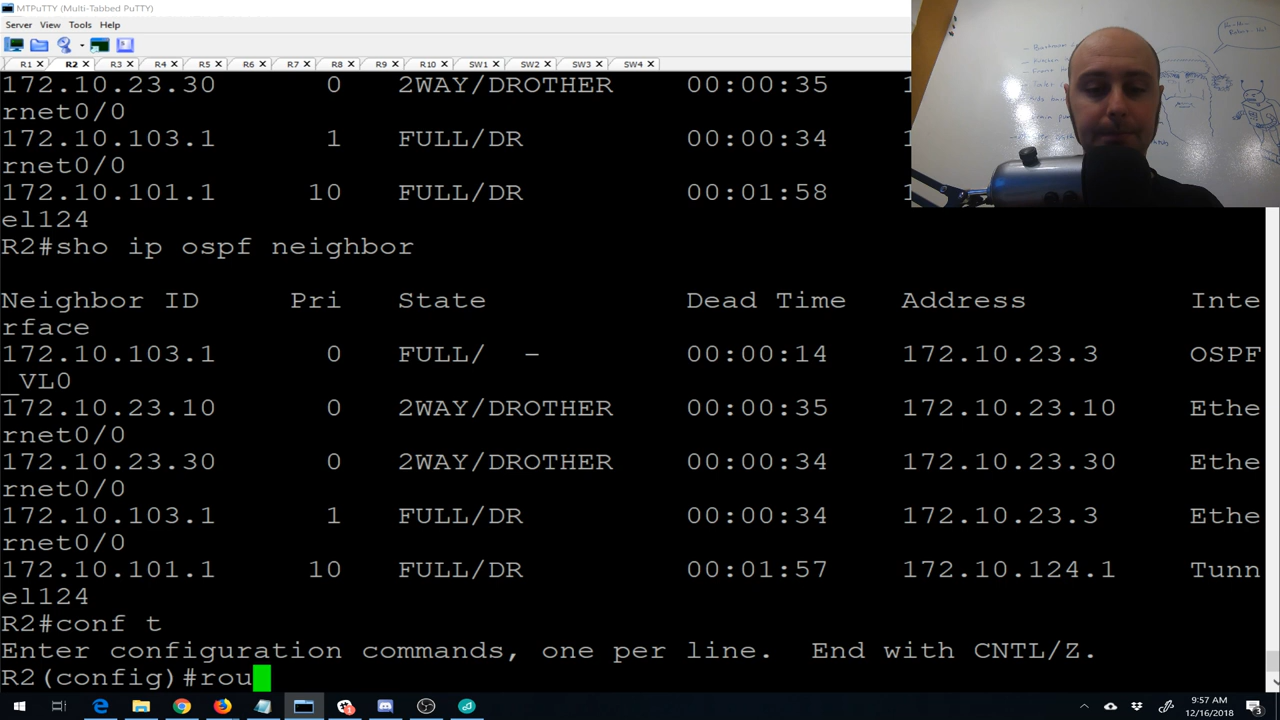 MTPuTTY (Multi-Tabbed PuTTY)
Server View Tools Help
R1 R2 R3 R4 R5 R6 R7 R8 R9 R10 SW1 SW2 SW3 SW4
172.10.23.30 0 2WAY/DROTHER 00:00:35 1
rnet0/0
172.10.103.1 1 FULL/DR 00:00:34 1
rnet0/0
172.10.101.1 10 FULL/DR 00:01:58 1
el124
R2#sho ip ospf neighbor
Neighbor ID Pri State Dead Time Address Inte
rface
172.10.103.1 0 FULL/ - 00:00:14 172.10.23.3 OSPF
_VL0
172.10.23.10 0 2WAY/DROTHER 00:00:35 172.10.23.10 Ethe
rnet0/0
172.10.23.30 0 2WAY/DROTHER 00:00:34 172.10.23.30 Ethe
rnet0/0
172.10.103.1 1 FULL/DR 00:00:34 172.10.23.3 Ethe
rnet0/0
172.10.101.1 10 FULL/DR 00:01:57 172.10.124.1 Tunn
el124
R2#conf t
Enter configuration commands, one per line. End with CNTL/Z.
R2(config)#rou
9:57 AM
12/16/2018
3